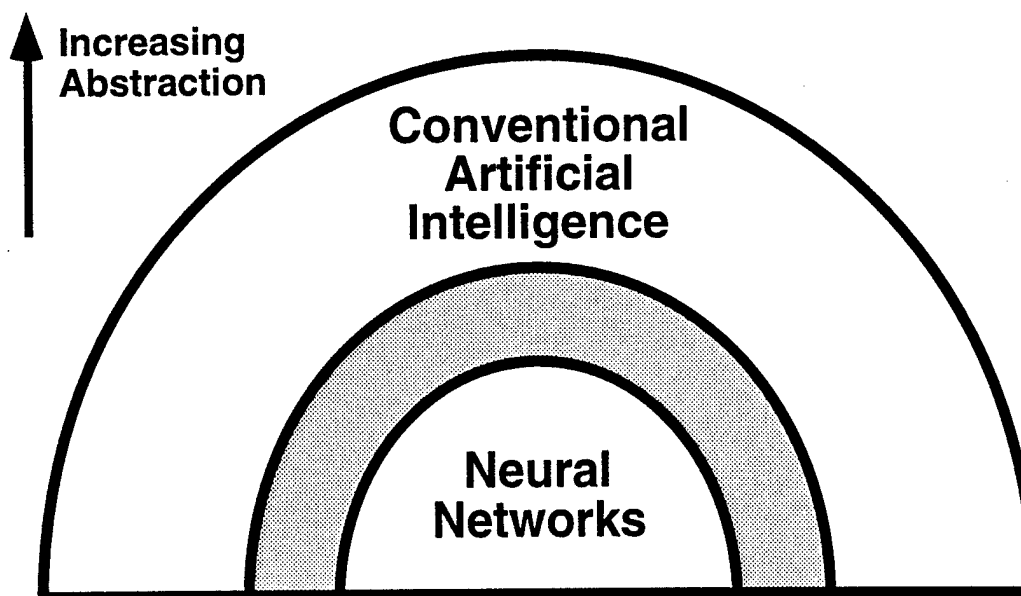 Increasing
Abstraction
Conventional
Artificial
Intelligence
Neural
Networks